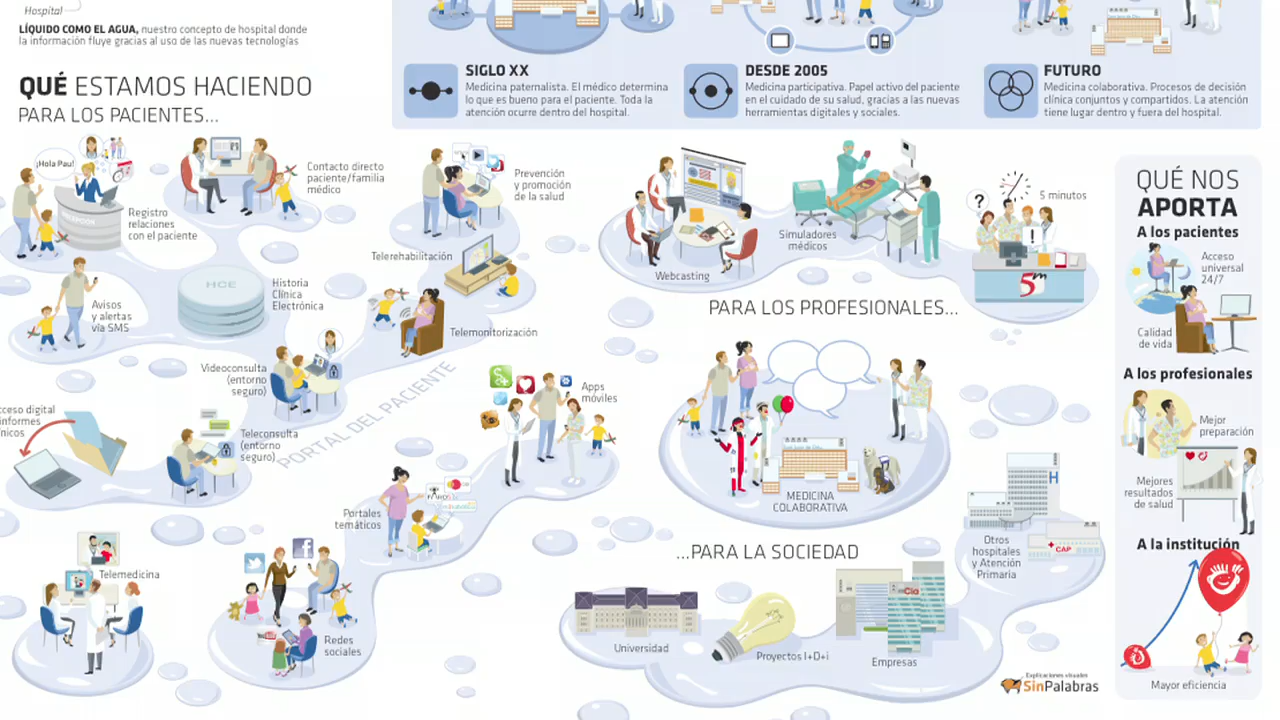 Hospital
LÍQUIDO COMO EL AGUA, nuestro concepto de hospital donde
la información fluye gracias al uso de las nuevas tecnologías
SIGLO XX
Medicina paternalista. El médico determina
lo que es bueno para el paciente. Toda la
atención ocurre dentro del hospital.
DESDE 2005
Medicina participativa. Papel activo del paciente
en el cuidado de su salud, gracias a las nuevas
herramientas digitales y sociales.
FUTURO
Medicina colaborativa. Procesos de decisión
clínica conjuntos y compartidos. La atención
tiene lugar dentro y fuera del hospital.
QUÉ ESTAMOS HACIENDO
PARA LOS PACIENTES...
¡Hola Pau!
Registro
relaciones
con el paciente
Contacto directo
paciente/familia
médico
Prevención
y promoción
de la salud
Telerehabilitación
Avisos
y alertas
vía SMS
HCE
Historia
Clínica
Electrónica
Telemonitorización
Videoconsulta
(entorno
seguro)
PORTAL DEL PACIENTE
Apps
móviles
cceso digital
informes
nicos
Teleconsulta
(entorno
seguro)
Portales
temáticos
Telemedicina
Redes
sociales
Webcasting
Simuladores
médicos
?
!
5 minutos
5m
PARA LOS PROFESIONALES...
MEDICINA
COLABORATIVA
...PARA LA SOCIEDAD
H
CAP
Otros
hospitales
y Atención
Primaria
Universidad
Proyectos I+D+i
Cio
Empresas
Explicaciones visuales
SinPalabras
QUÉ NOS
APORTA
A los pacientes
Acceso
universal
24/7
Calidad
de vida
A los profesionales
Mejor
preparación
Mejores
resultados
de salud
A la institución
Mayor eficiencia